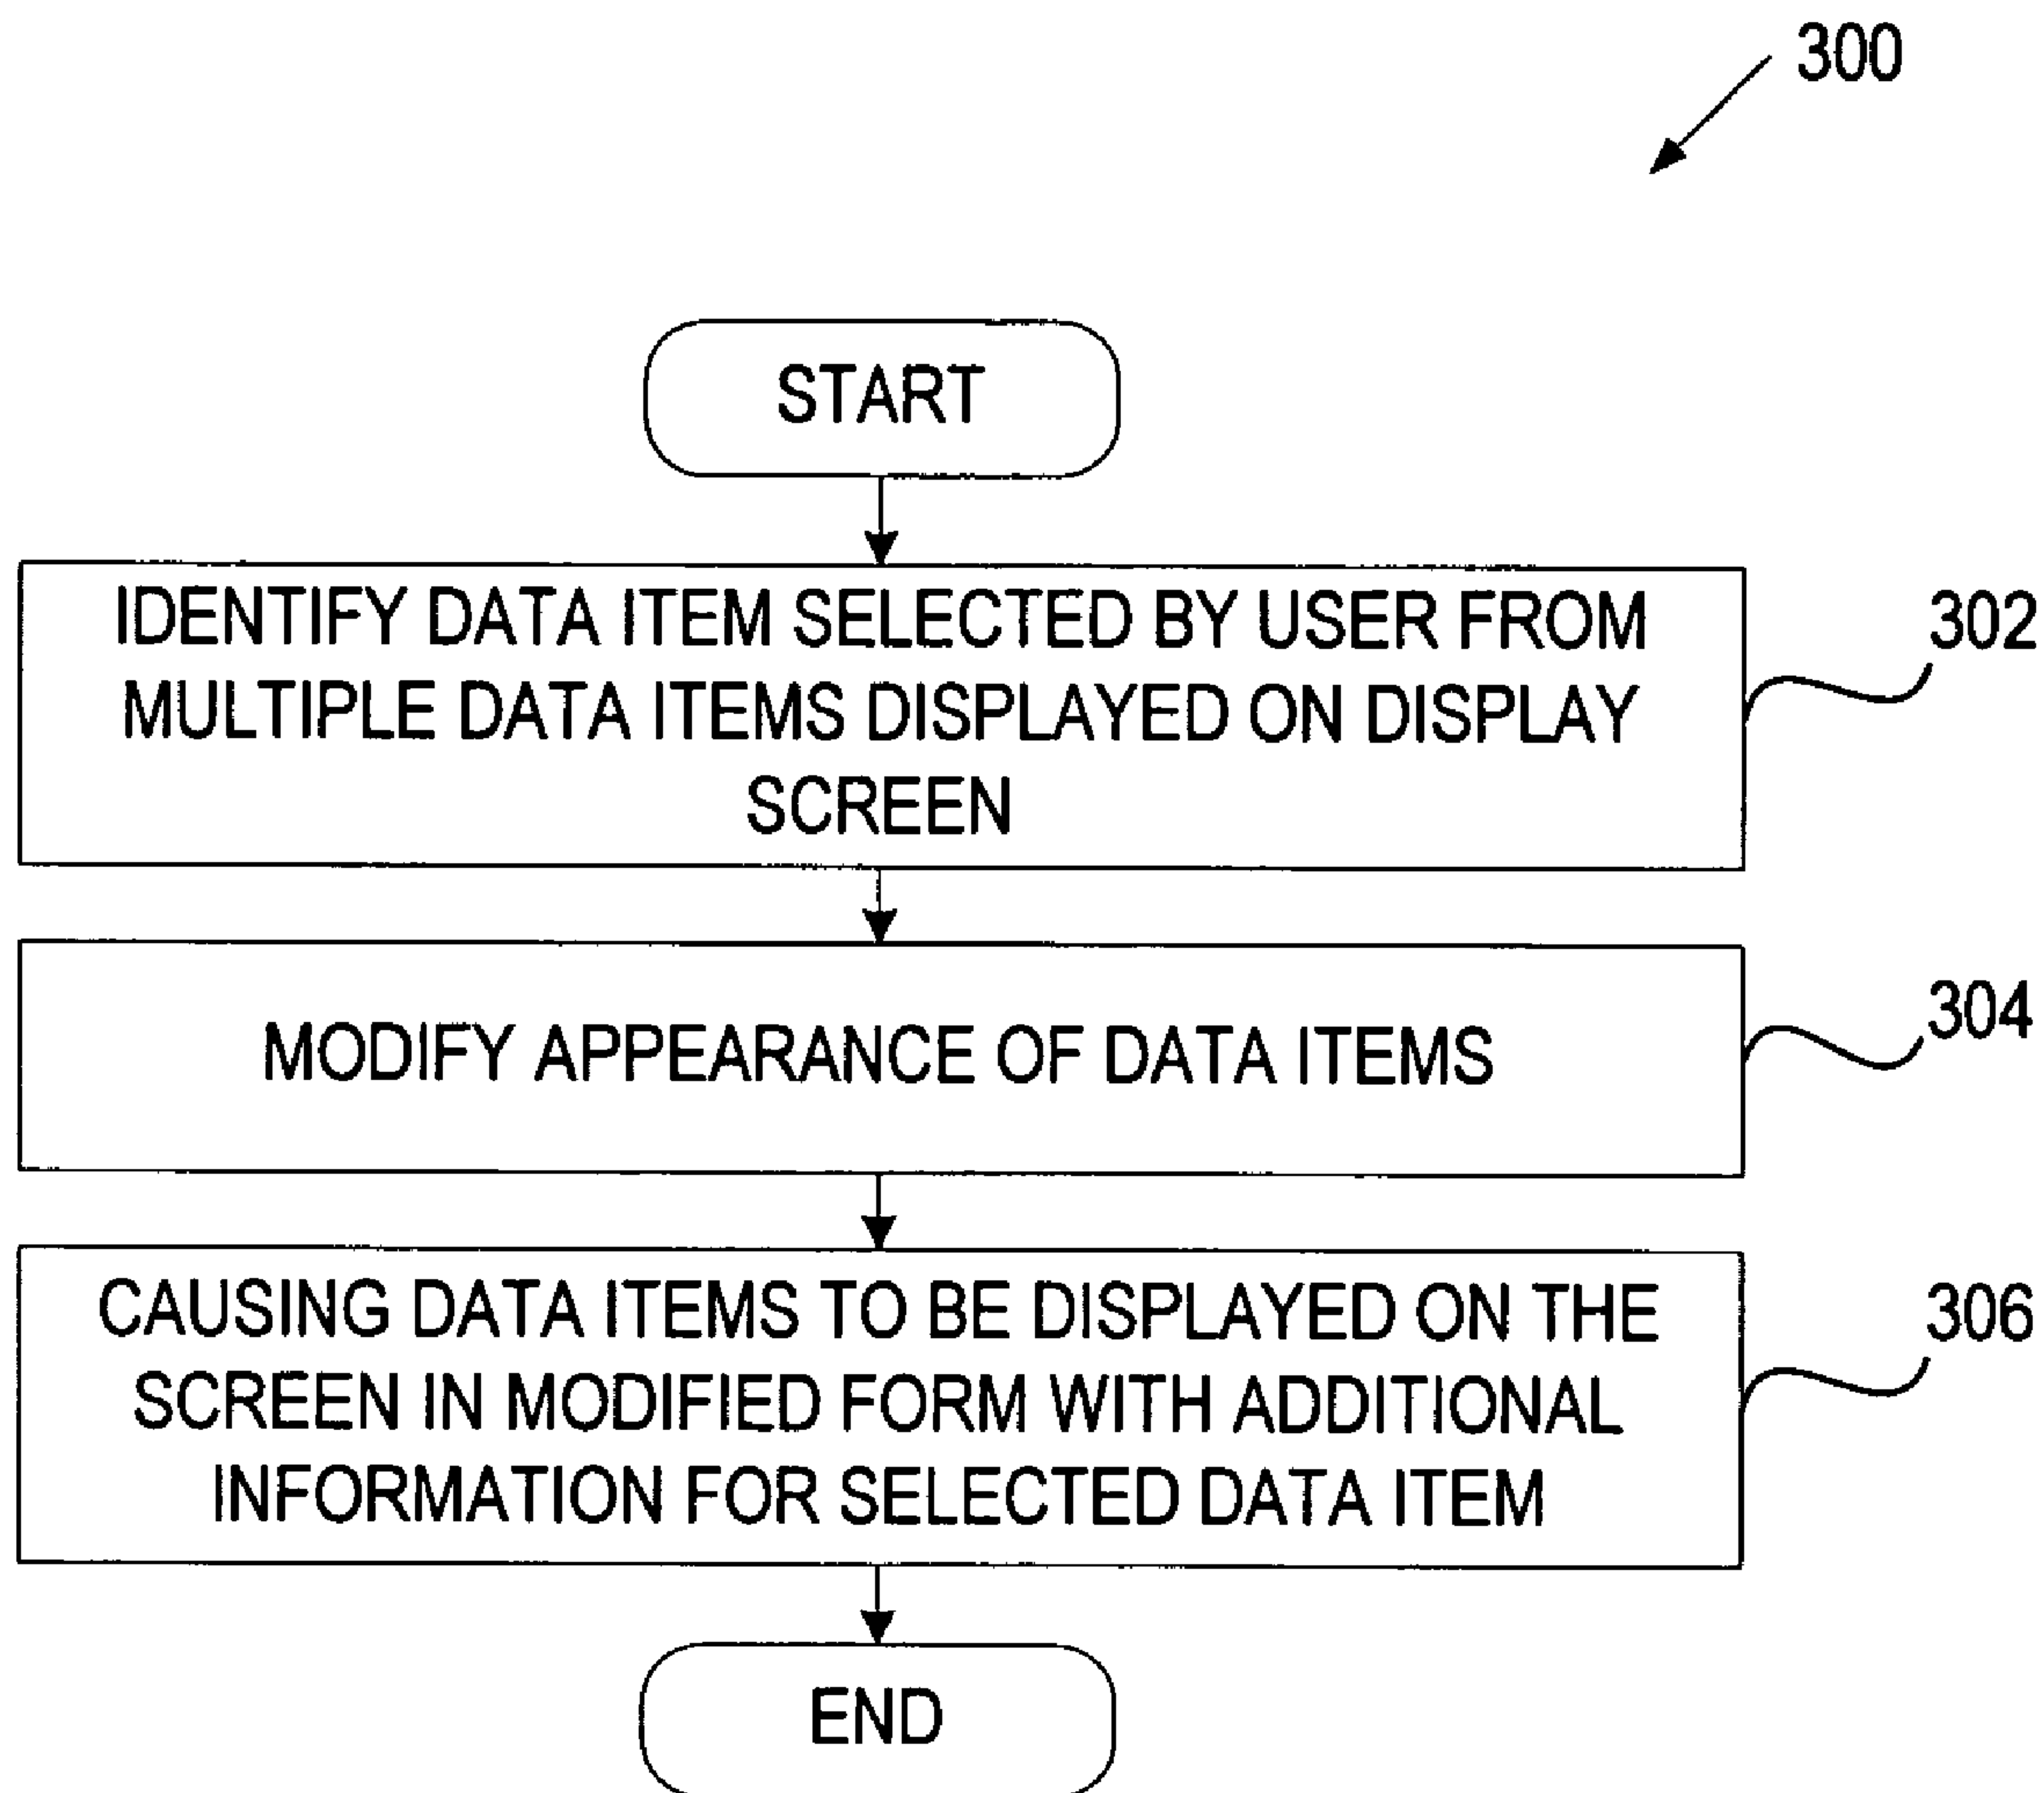 300
START
IDENTIFY DATA ITEM SELECTED BY USER FROM
MULTIPLE DATA ITEMS DISPLAYED ON DISPLAY
SCREEN
302
MODIFY APPEARANCE OF DATA ITEMS
304
CAUSING DATA ITEMS TO BE DISPLAYED ON THE
SCREEN IN MODIFIED FORM WITH ADDITIONAL
INFORMATION FOR SELECTED DATA ITEM
306
END